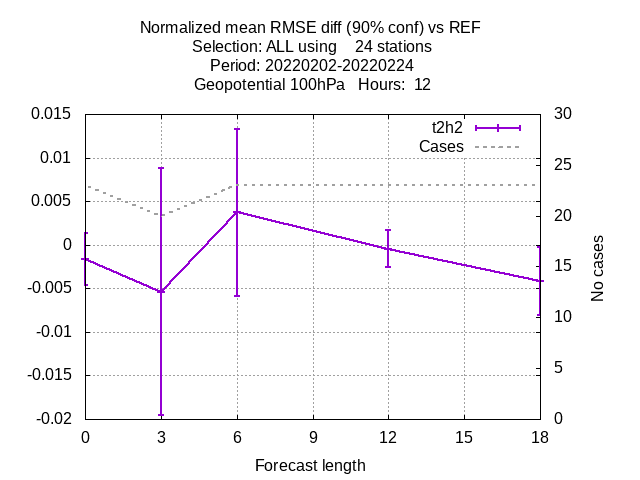 Normalized mean RMSE diff (90% conf) vs REF
Selection: ALL using    24 stations
Period: 20220202-20220224
Geopotential 100hPa   Hours:  12
t2h2
Cases
0.015
0.01
0.005
0
-0.005
-0.01
-0.015
-0.02
30
25
20
15
10
5
0
No cases
0 3 6 9 12 15 18
Forecast length